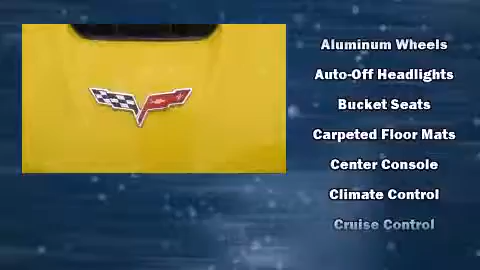 Aluminum Wheels
Auto-Off Headlights
Bucket Seats
Carpeted Floor Mats
Center Console
Climate Control
Cruise Control